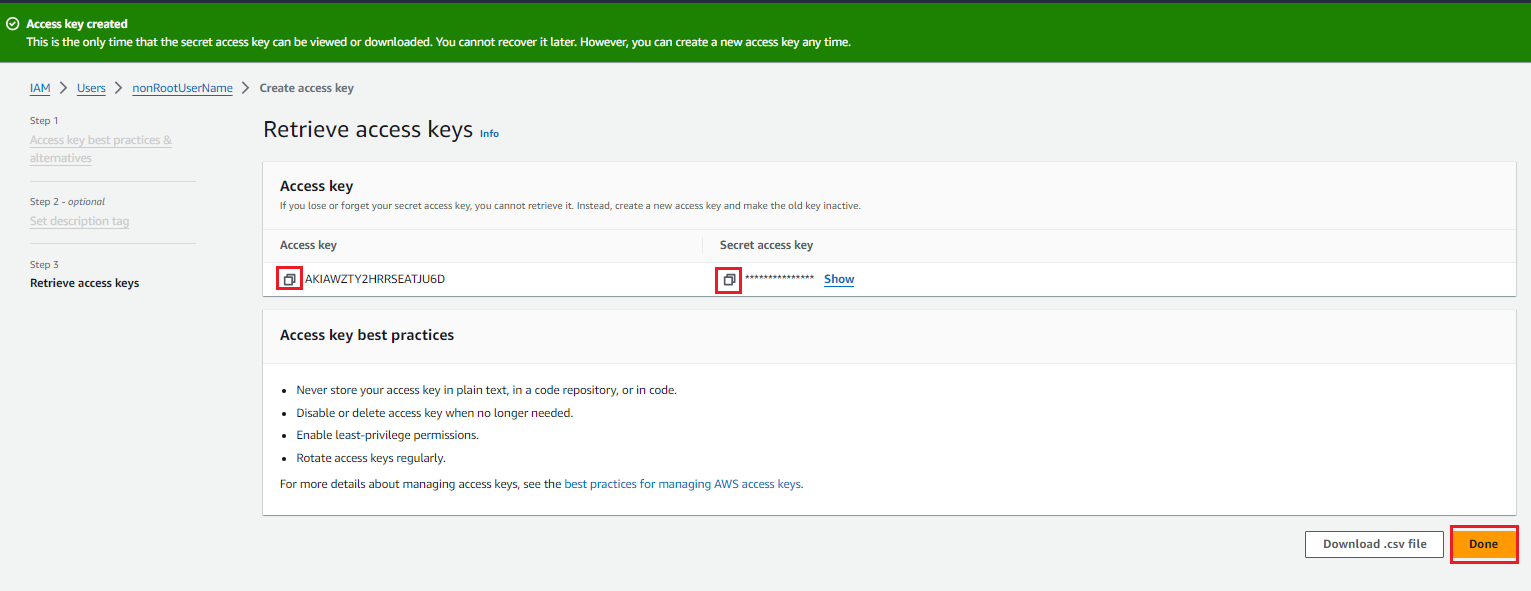 Access key created
This is the only time that the secret access key can be viewed or downloaded. You cannot recover it later. However, you can create a new access key any time.
IAM > Users > nonRootUserName > Create access key
Step 1
Access key best practices &
alternatives
Step 2 - optional
Set description tag
Step 3
Retrieve access keys
Retrieve access keys Info
Access key
If you lose or forget your secret access key, you cannot retrieve it. Instead, create a new access key and make the old key inactive.
Access key Secret access key
AKIAWZTY2HRRSEATJU6D *************** Show
Access key best practices
• Never store your access key in plain text, in a code repository, or in code.
• Disable or delete access key when no longer needed.
• Enable least-privilege permissions.
• Rotate access keys regularly.
For more details about managing access keys, see the best practices for managing AWS access keys.
Download .csv file Done